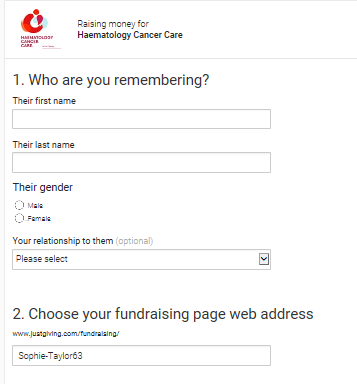 Raising money for
Haematology Cancer Care
HAEMATOLOGY
CANCER
CARE
1. Who are you remembering?
Their first name
Their last name
Their gender
Male
Female
Your relationship to them (optional)
Please select
2. Choose your fundraising page web address
www.justgiving.com/fundraising/
Sophie-Taylor63